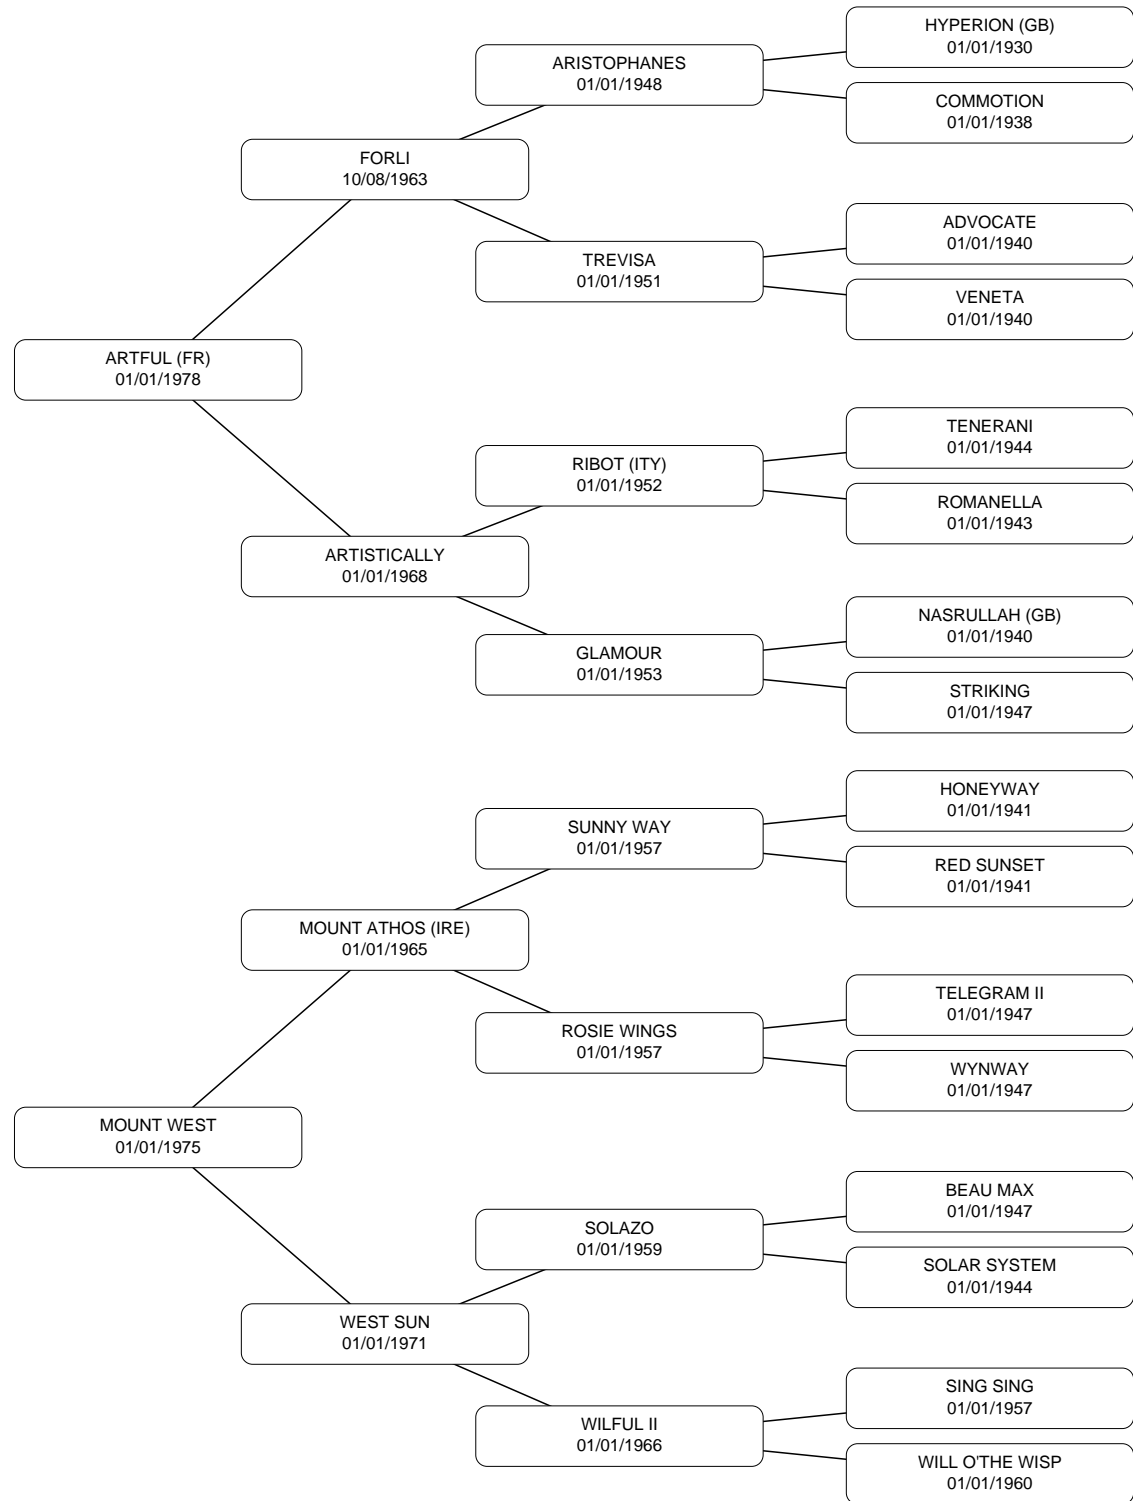 HYPERION (GB)
01/01/1930
ARISTOPHANES
01/01/1948
COMMOTION
01/01/1938
FORLI
10/08/1963
ADVOCATE
01/01/1940
TREVISA
01/01/1951
VENETA
01/01/1940
ARTFUL (FR)
01/01/1978
TENERANI
01/01/1944
RIBOT (ITY)
01/01/1952
ROMANELLA
01/01/1943
ARTISTICALLY
01/01/1968
NASRULLAH (GB)
01/01/1940
GLAMOUR
01/01/1953
STRIKING
01/01/1947
HONEYWAY
01/01/1941
SUNNY WAY
01/01/1957
RED SUNSET
01/01/1941
MOUNT ATHOS (IRE)
01/01/1965
TELEGRAM II
01/01/1947
ROSIE WINGS
01/01/1957
WYNWAY
01/01/1947
MOUNT WEST
01/01/1975
BEAU MAX
01/01/1947
SOLAZO
01/01/1959
SOLAR SYSTEM
01/01/1944
WEST SUN
01/01/1971
SING SING
01/01/1957
WILFUL II
01/01/1966
WILL O'THE WISP
01/01/1960